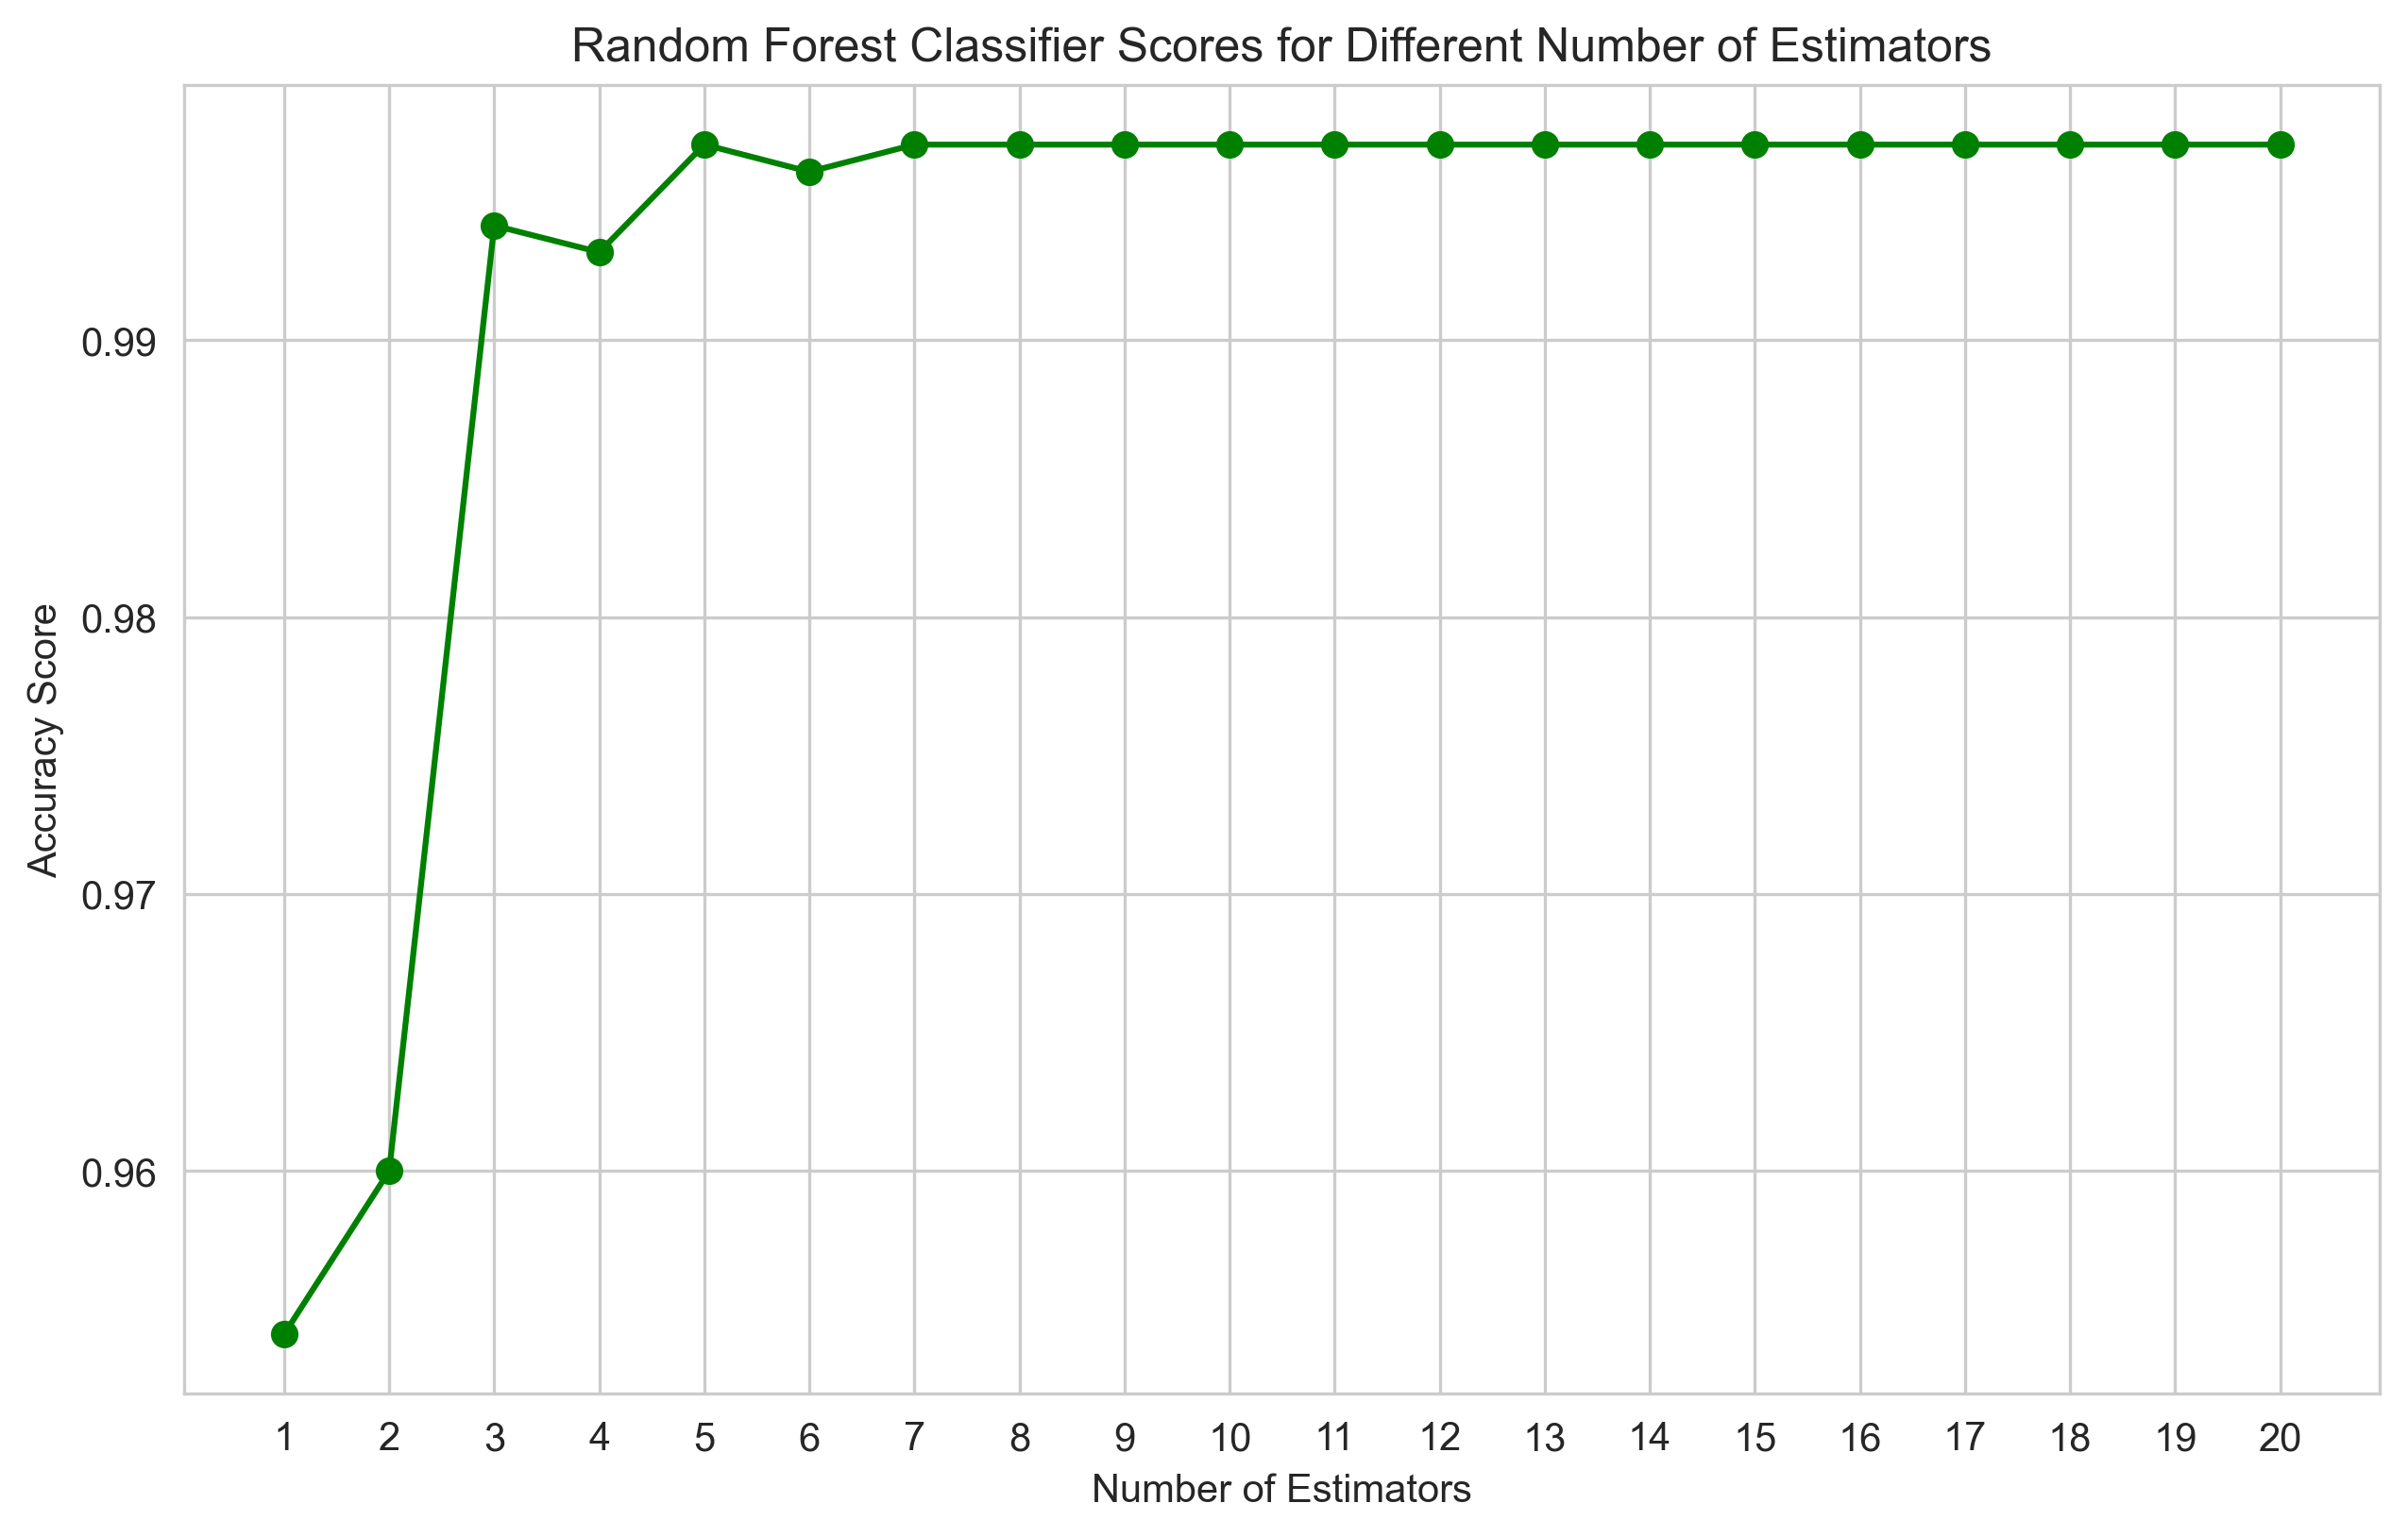 Random Forest Classifier Scores for Different Number of Estimators
0.99
0.98
0.97
0.96
Accuracy Score
1 2 3 4 5 6 7 8 9 10 11 12 13 14 15 16 17 18 19 20
Number of Estimators